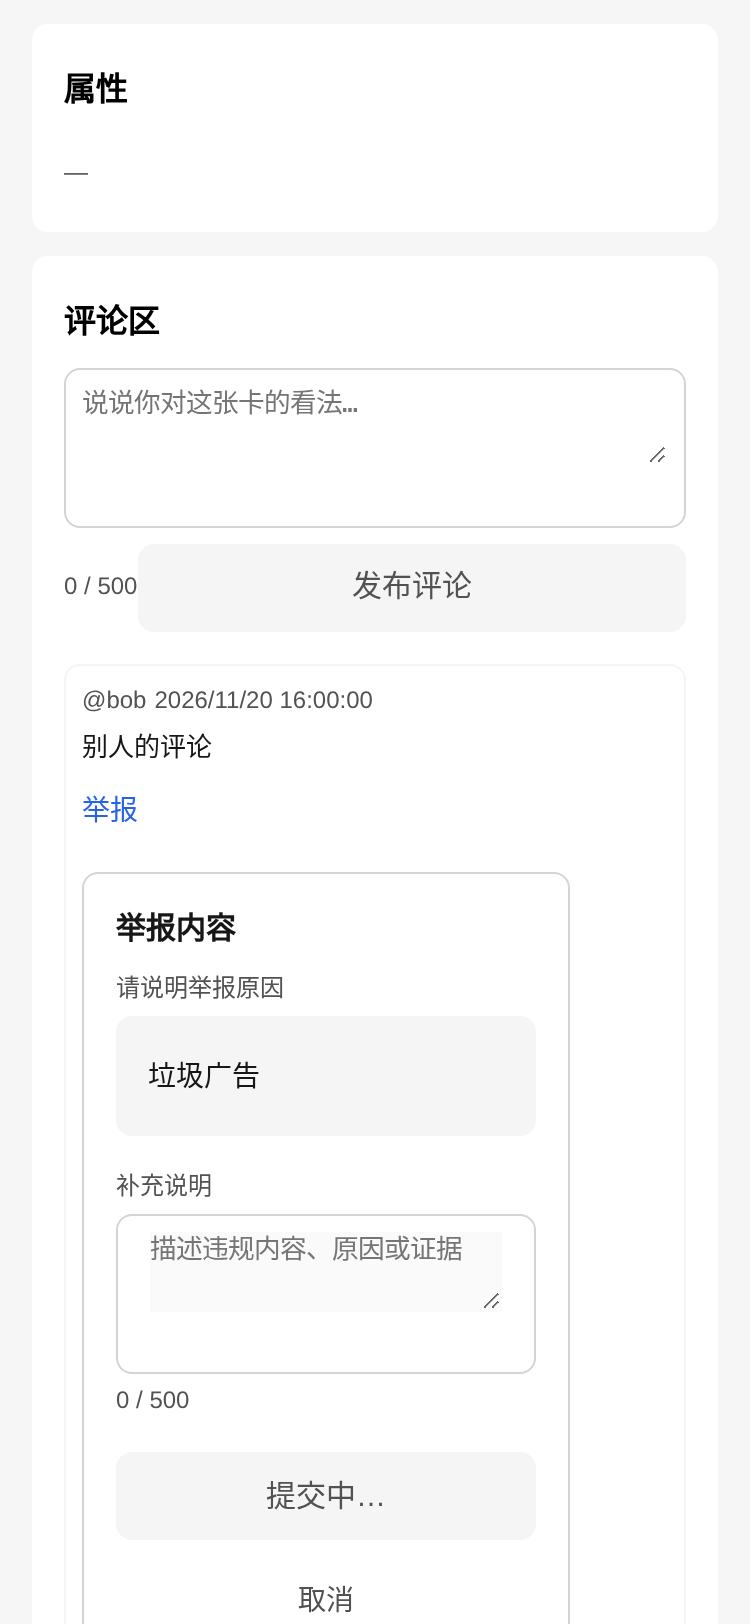 属性
—
评论区
说说你对这张卡的看法…
0 / 500
发布评论
@bob 2026/11/20 16:00:00
别人的评论
举报
举报内容
请说明举报原因
垃圾广告
补充说明
描述违规内容、原因或证据
0 / 500
提交中…
取消